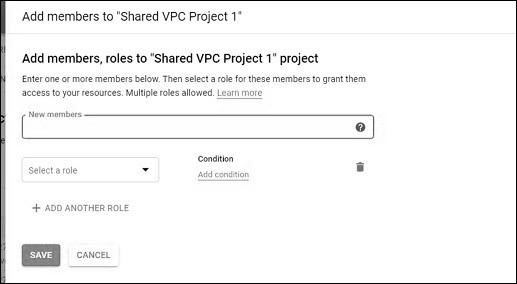 Add members to "Shared VPC Project 1"
Add members, roles to "Shared VPC Project 1" project
Enter one or more members below. Then select a role for these members to grant them
access to your resources. Multiple roles allowed. Learn more
New members
Condition
Select a role
Add condition
+ ADD ANOTHER ROLE
SAVE CANCEL